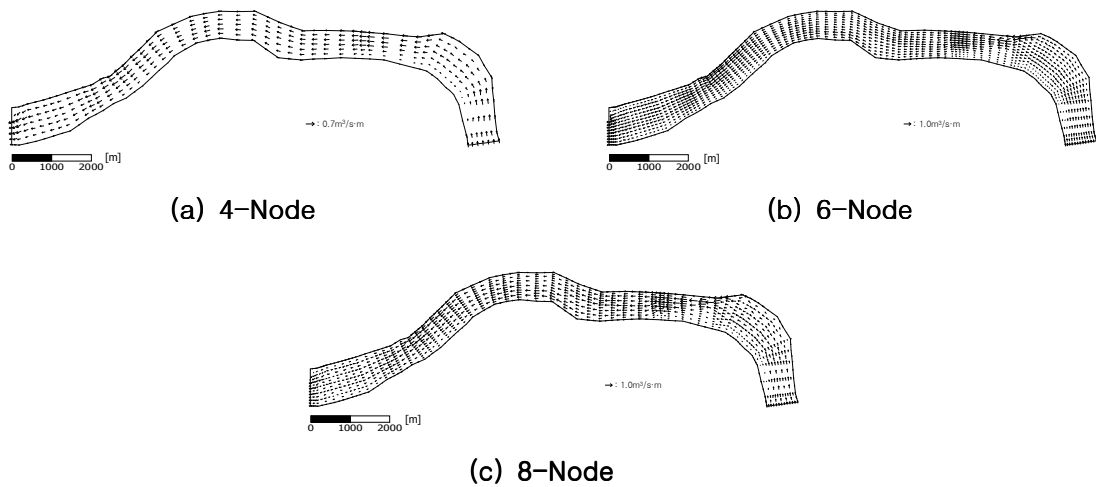 → : 0.7m³/s·m
[m]
0 1000 2000
(a) 4-Node
→ : 1.0m³/s·m
[m]
0 1000 2000
(b) 6-Node
→ : 1.0m³/s·m
[m]
0 1000 2000
(c) 8-Node